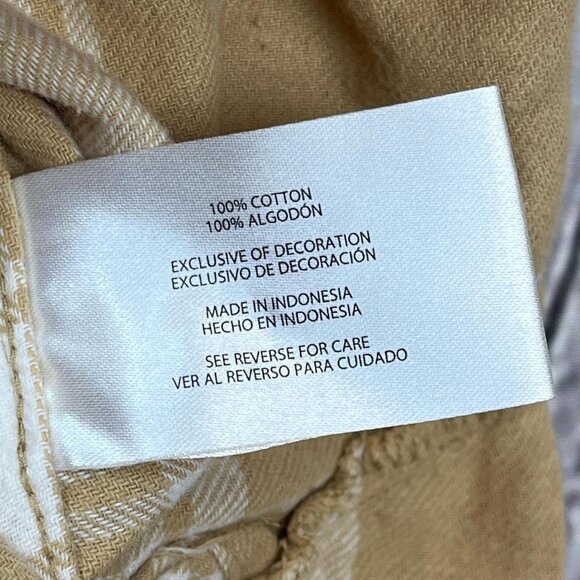 100% COTTON
100% ALGODÓN
EXCLUSIVE OF DECORATION
EXCLUSIVO DE DECORACIÓN
MADE IN INDONESIA
HECHO EN INDONESIA
SEE REVERSE FOR CARE
VER AL REVERSO PARA CUIDADO